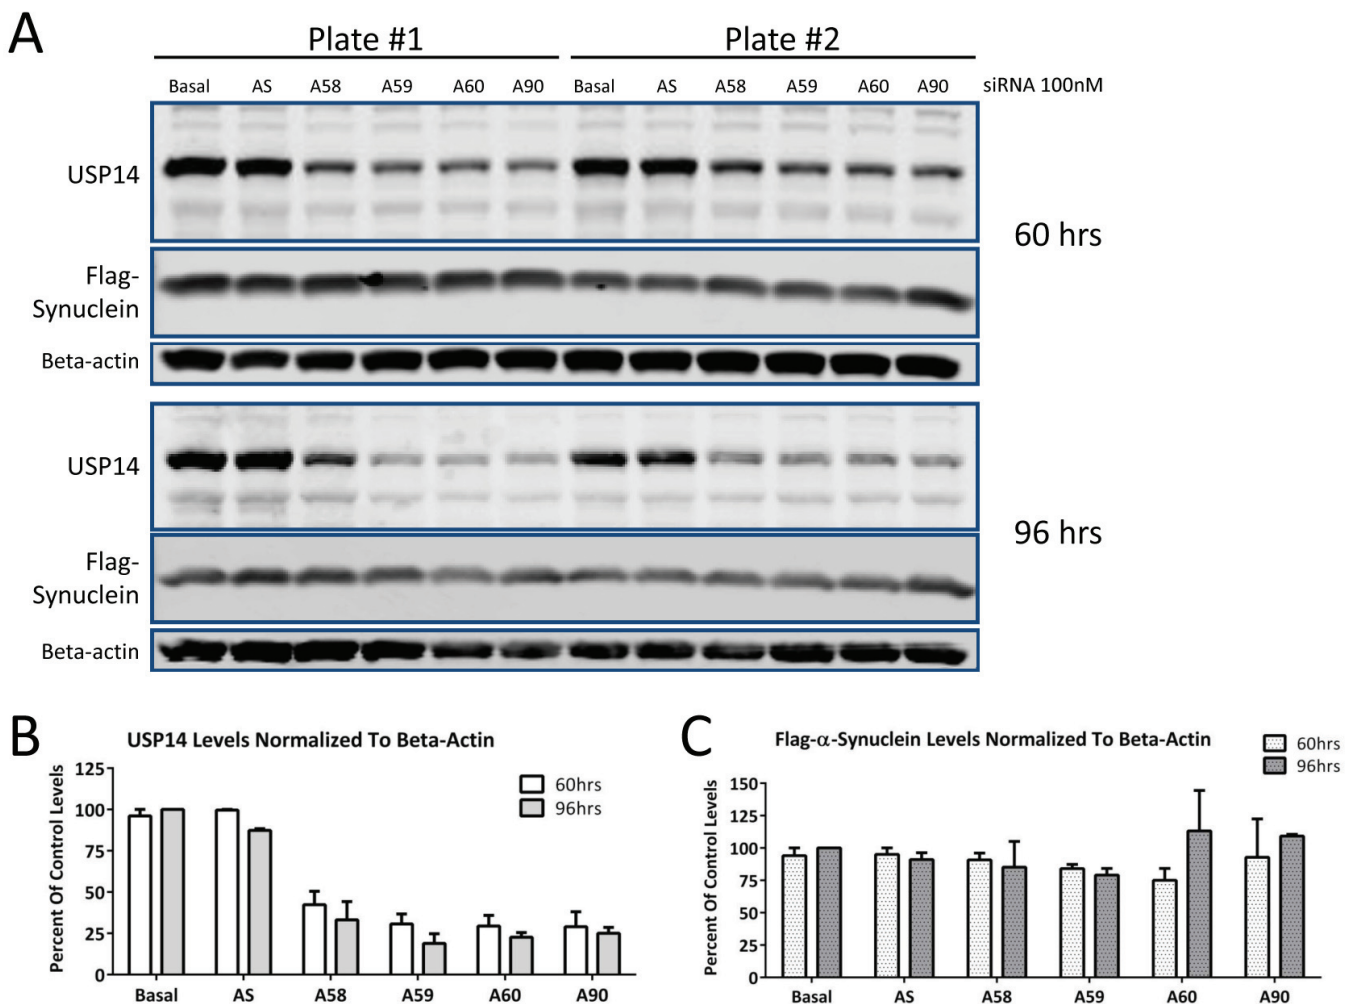 A
Plate #1 Plate #2
Basal AS A58 A59 A60 A90 Basal AS A58 A59 A60 A90 siRNA 100nM
USP14
60 hrs
Flag-
Synuclein
Beta-actin
USP14
96 hrs
Flag-
Synuclein
Beta-actin
B
USP14 Levels Normalized To Beta-Actin
Percent Of Control Levels
125
100
75
50
25
0
60hrs
96hrs
Basal AS A58 A59 A60 A90
C
Flag-α-Synuclein Levels Normalized To Beta-Actin
Percent Of Control Levels
150
125
100
75
50
25
0
60hrs
96hrs
Basal AS A58 A59 A60 A90